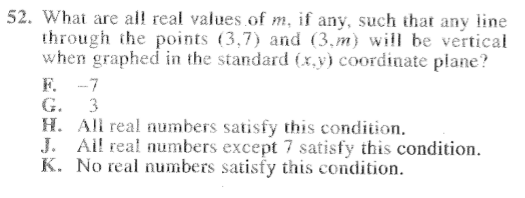 52. What are all real values of m, if any, such that any line
through the points (3,7) and (3,m) will be vertical
when graphed in the standard (x,y) coordinate plane?
F. −7
G. 3
H. All real numbers satisfy this condition.
J. All real numbers except 7 satisfy this condition.
K. No real numbers satisfy this condition.